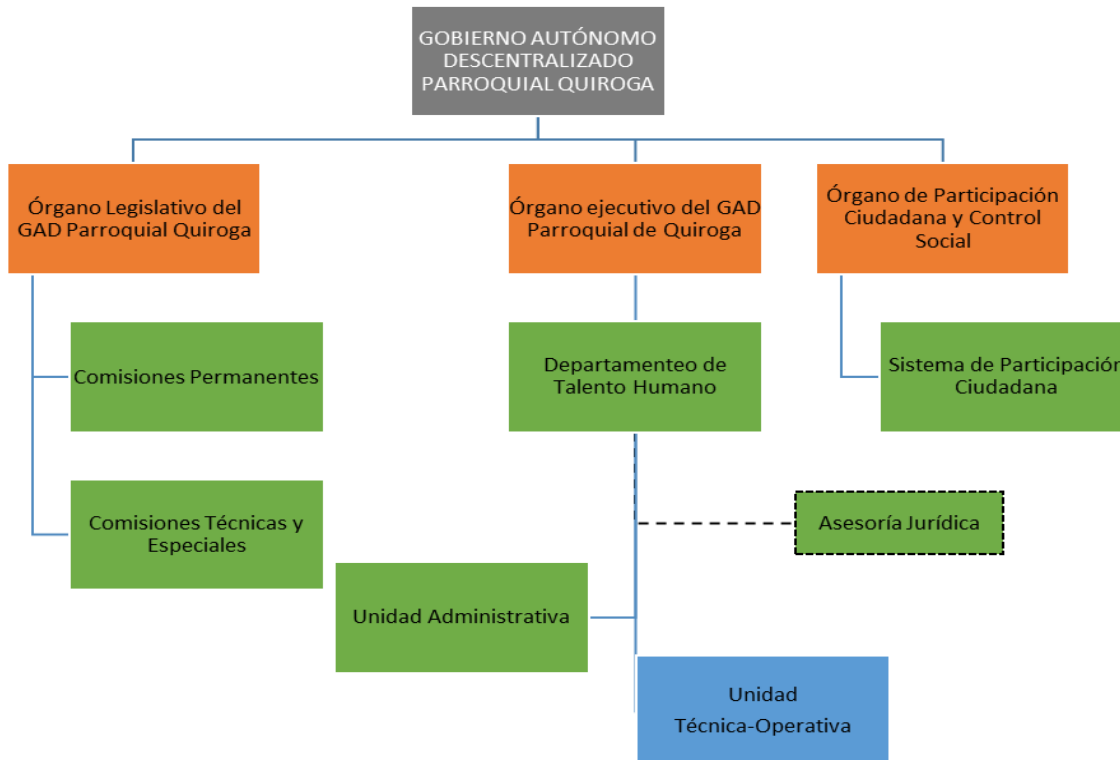 GOBIERNO AUTÓNOMO
DESCENTRALIZADO
PARROQUIAL QUIROGA
Órgano Legislativo del
GAD Parroquial Quiroga
Órgano ejecutivo del GAD
Parroquial de Quiroga
Órgano de Participación
Ciudadana y Control
Social
Comisiones Permanentes
Departamenteo de
Talento Humano
Sistema de Participación
Ciudadana
Comisiones Técnicas y
Especiales
Asesoría Jurídica
Unidad Administrativa
Unidad
Técnica-Operativa